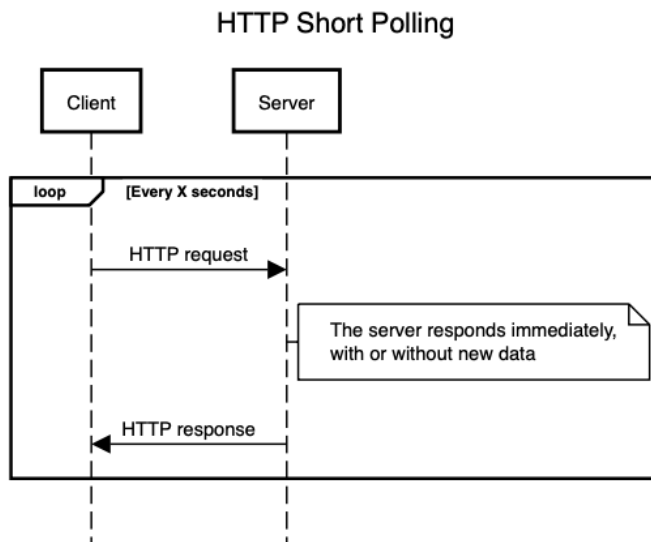 HTTP Short Polling
Client
Server
loop
[Every X seconds]
HTTP request
The server responds immediately,
with or without new data
HTTP response